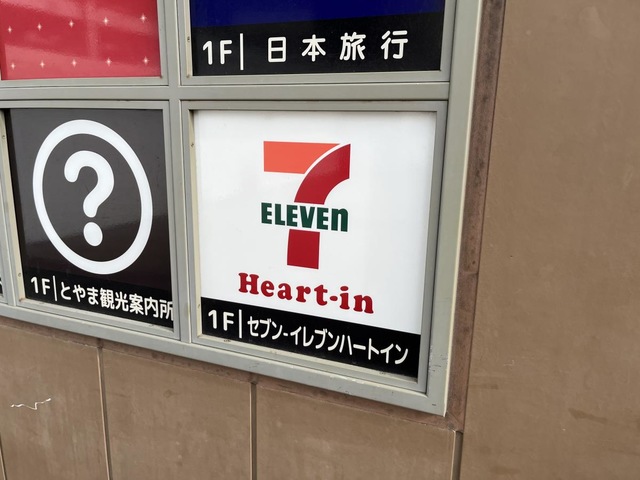 1F 日本旅行
?
1F とやま観光案内所
7
ELEVEn
Heart-in
1F セブン-イレブンハートイン